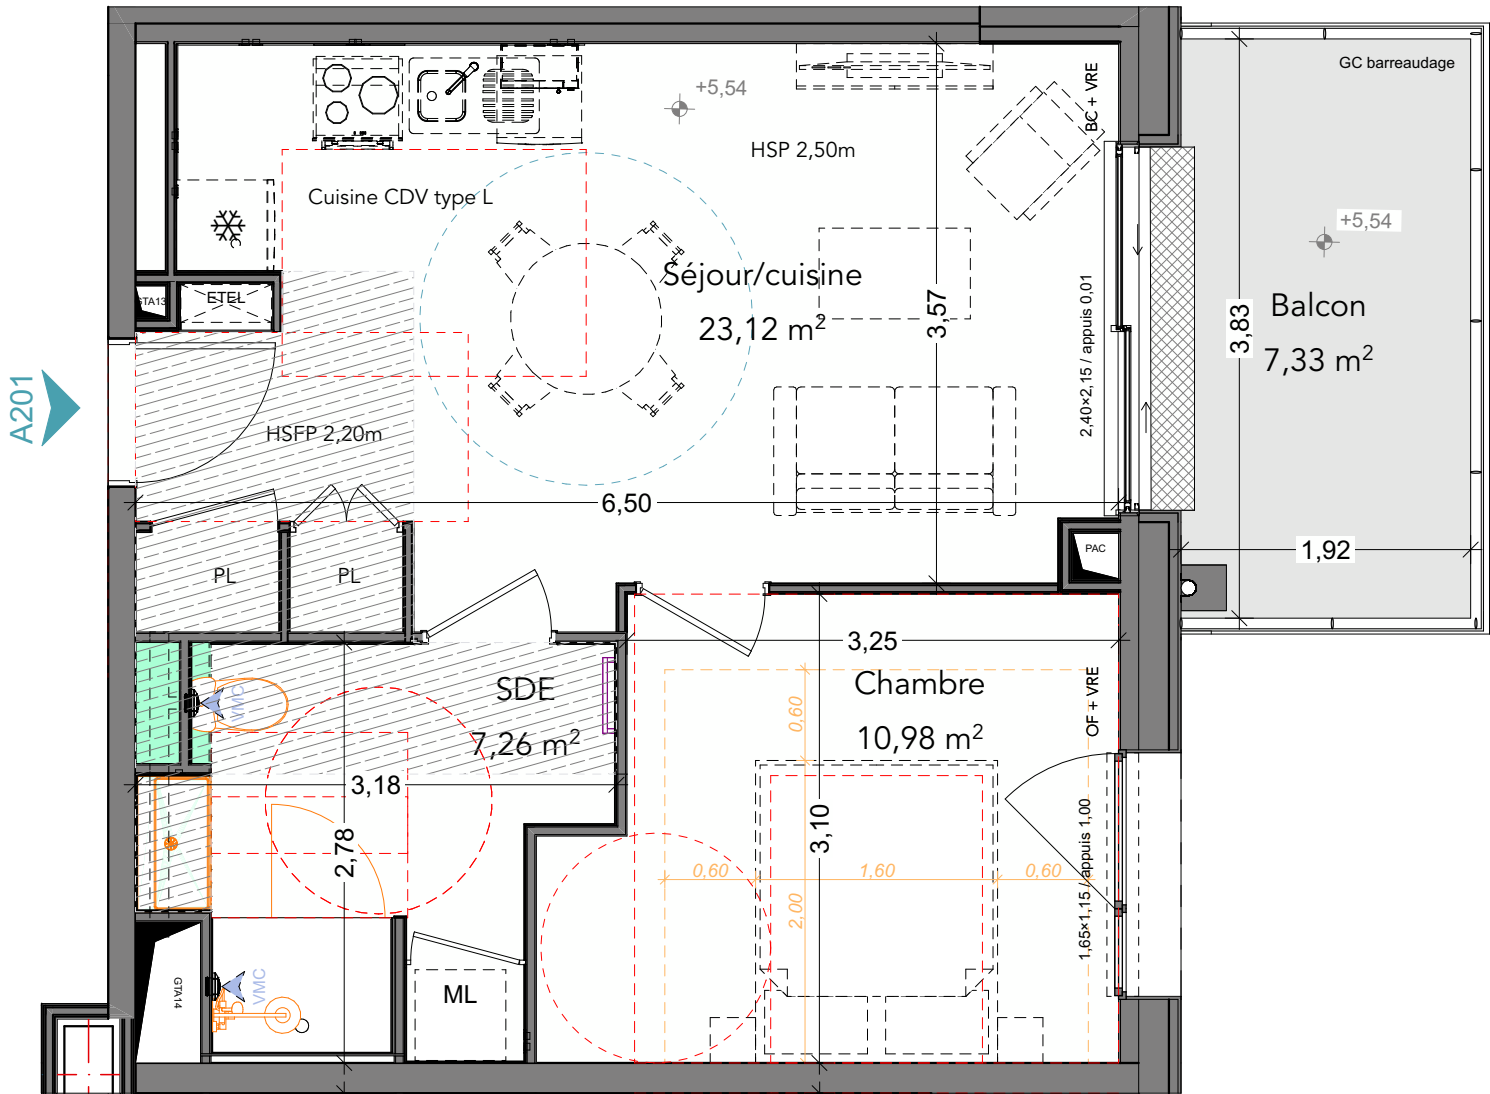 GC barreaudage
+5,54
BC + VRE
HSP 2,50m
Cuisine CDV type L
+5,54
ETEL
GTA13
Séjour/cuisine
23,12 m²
3,57
2,40×2,15 / appuis 0,01
3,83
Balcon
7,33 m²
A201
HSFP 2,20m
6,50
1,92
PAC
PL
PL
3,25
SDE
7,26 m²
VMC
Chambre
10,98 m²
OF + VRE
0,60
3,18
2,78
3,10
0,60
1,60
0,60
2,00
1,65×1,15 / appuis 1,00
GTA14
VMC
ML